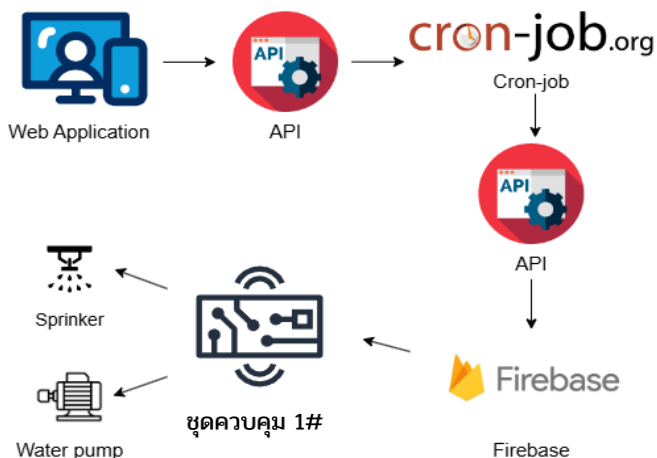 cron-job.org
API
Cron-job
Web Application
API
API
API
Sprinker
Firebase
ชุดควบคุม 1#
Water pump
Firebase